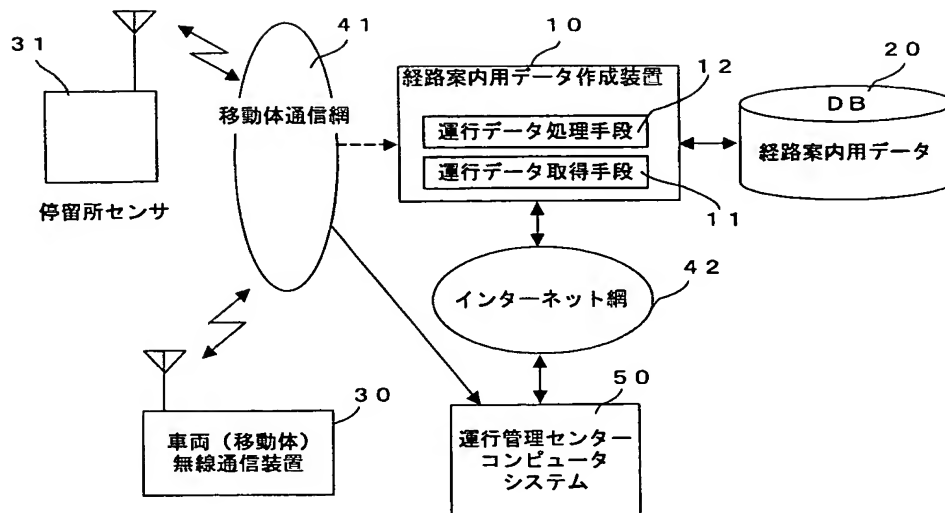 ３１
４１
１０
経路案内用データ作成装置
１２
２０
移動体通信網
運行データ処理手段
ＤＢ
経路案内用データ
運行データ取得手段
停留所センサ
１１
インターネット網
４２
３０
５０
車両（移動体）
無線通信装置
運行管理センター
コンピュータ
システム